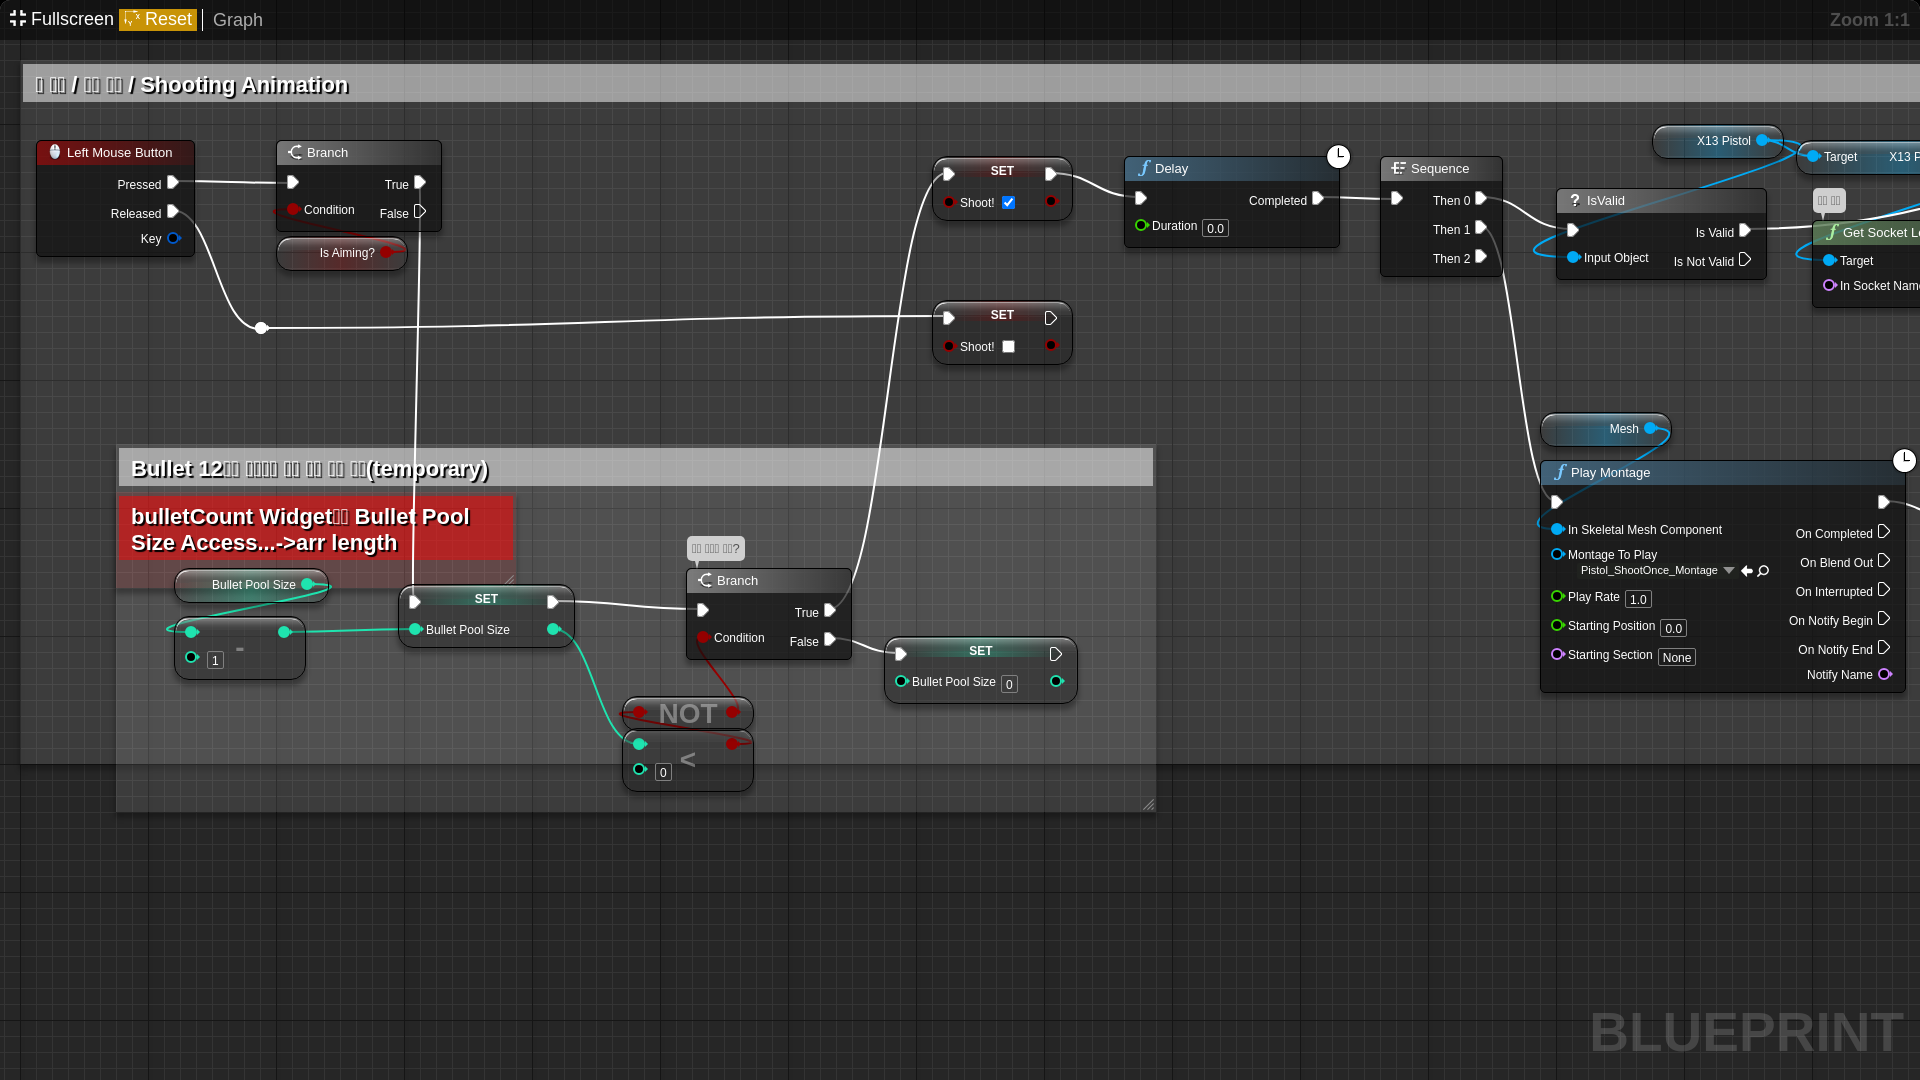 Fullscreen Reset Graph
Zoom 1:1
/ / Shooting Animation
Left Mouse Button
Pressed
Released
Key
Branch
True
Condition
False
Is Aiming?
SET
Shoot!
Delay
Completed
Duration 0.0
Sequence
Then 0
Then 1
Then 2
X13 Pistol
Target X13 P
IsValid
Is Valid
Input Object
Is Not Valid
Get Socket Lo
Target
In Socket Name
SET
Shoot!
Mesh
Play Montage
In Skeletal Mesh Component
On Completed
Montage To Play
Pistol_ShootOnce_Montage
On Blend Out
Play Rate 1.0
On Interrupted
Starting Position 0.0
On Notify Begin
Starting Section None
On Notify End
Notify Name
Bullet 12 (temporary)
bulletCount Widget Bullet Pool
Size Access...->arr length
Bullet Pool Size
1 -
SET
Bullet Pool Size
?
Branch
True
Condition
False
SET
Bullet Pool Size 0
NOT
0 <
BLUEPRINT